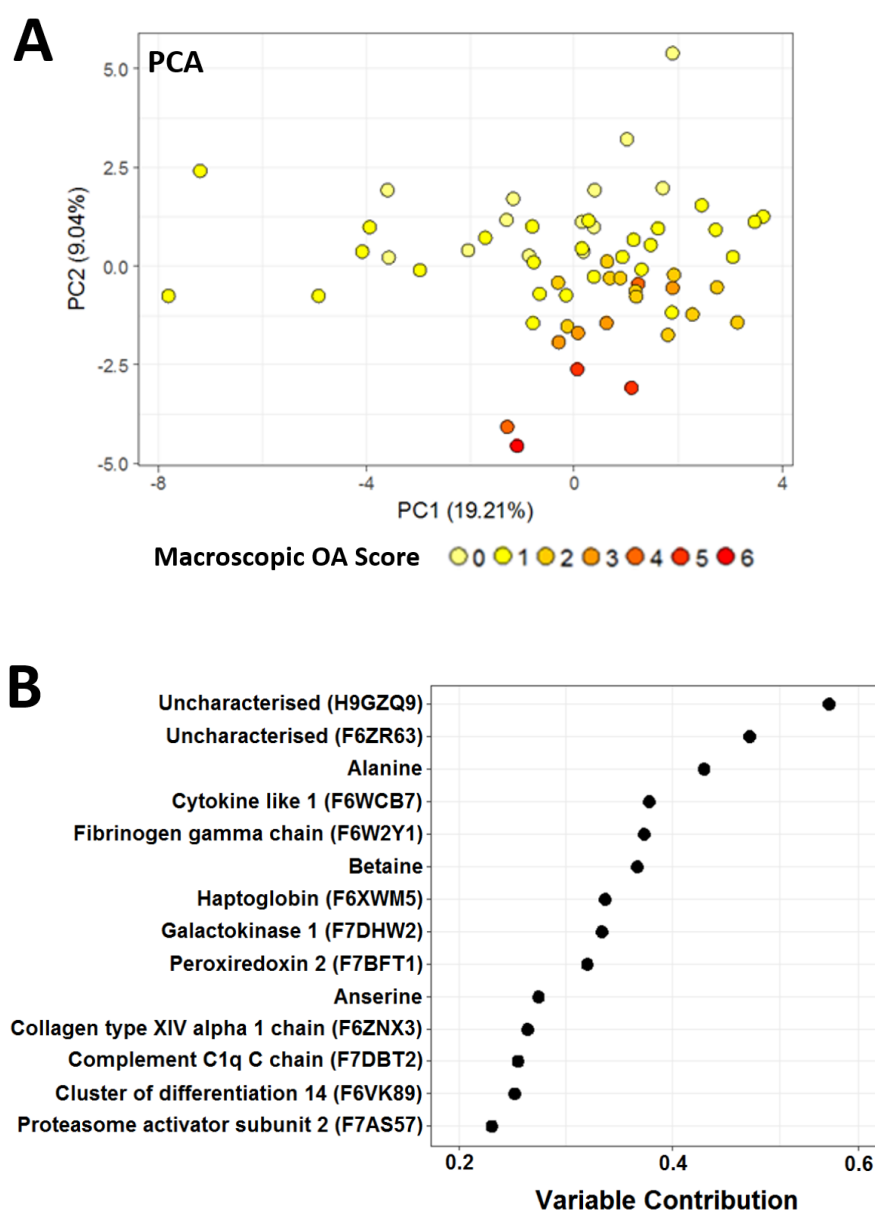 A
PCA
5.0
2.5
0.0
-2.5
-5.0
PC2 (9.04%)
-8 -4 0 4
PC1 (19.21%)
Macroscopic OA Score 0 1 2 3 4 5 6
B
Uncharacterised (H9GZQ9)
Uncharacterised (F6ZR63)
Alanine
Cytokine like 1 (F6WCB7)
Fibrinogen gamma chain (F6W2Y1)
Betaine
Haptoglobin (F6XWM5)
Galactokinase 1 (F7DHW2)
Peroxiredoxin 2 (F7BFT1)
Anserine
Collagen type XIV alpha 1 chain (F6ZNX3)
Complement C1q C chain (F7DBT2)
Cluster of differentiation 14 (F6VK89)
Proteasome activator subunit 2 (F7AS57)
0.2 0.4 0.6
Variable Contribution